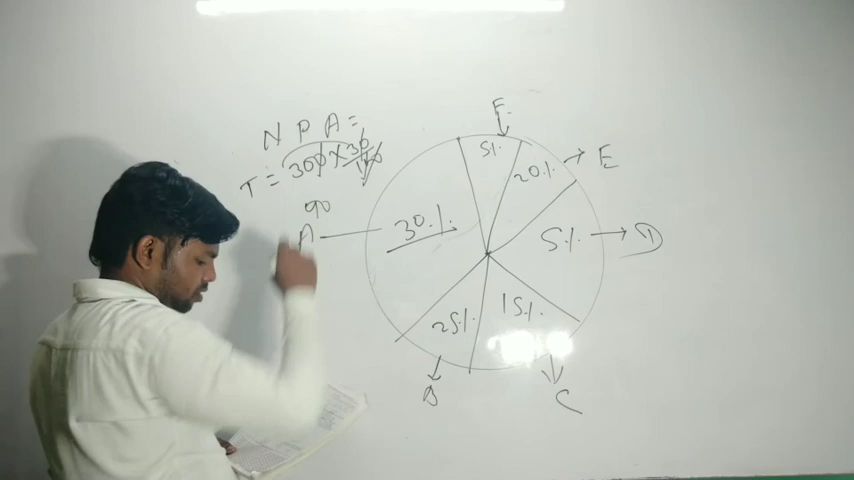 N P A =
T = 300 × 30/100
90
A
30%
5%
F
20%
E
5%
D
15%
C
25%
B